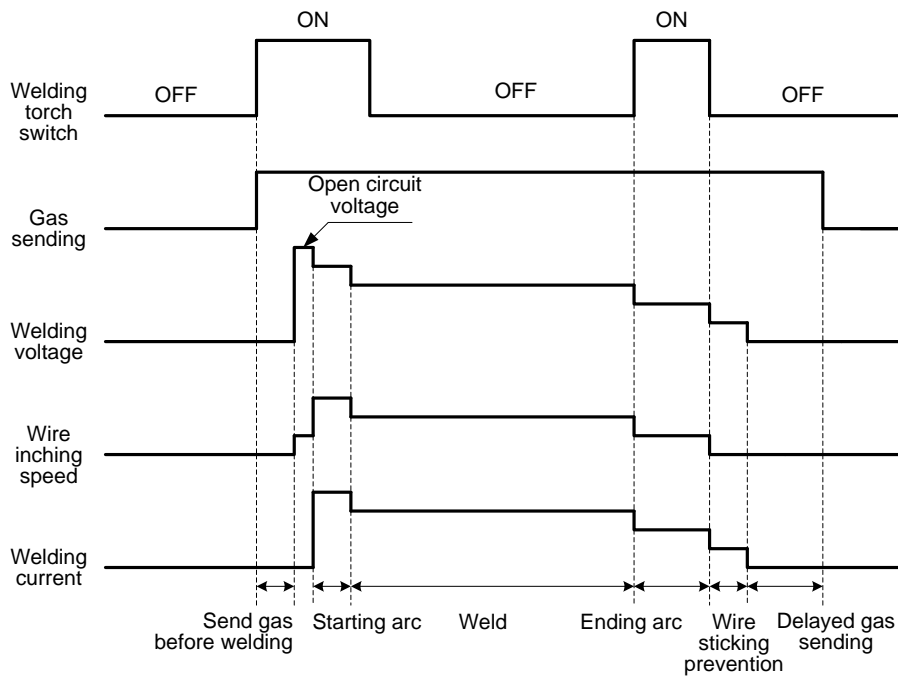 ON
ON
Welding
torch
switch
OFF
OFF
OFF
Open circuit
voltage
Gas
sending
Welding
voltage
Wire
inching
speed
Welding
current
Send gas
before welding
Starting arc
Weld
Ending arc
Wire
sticking
prevention
Delayed gas
sending